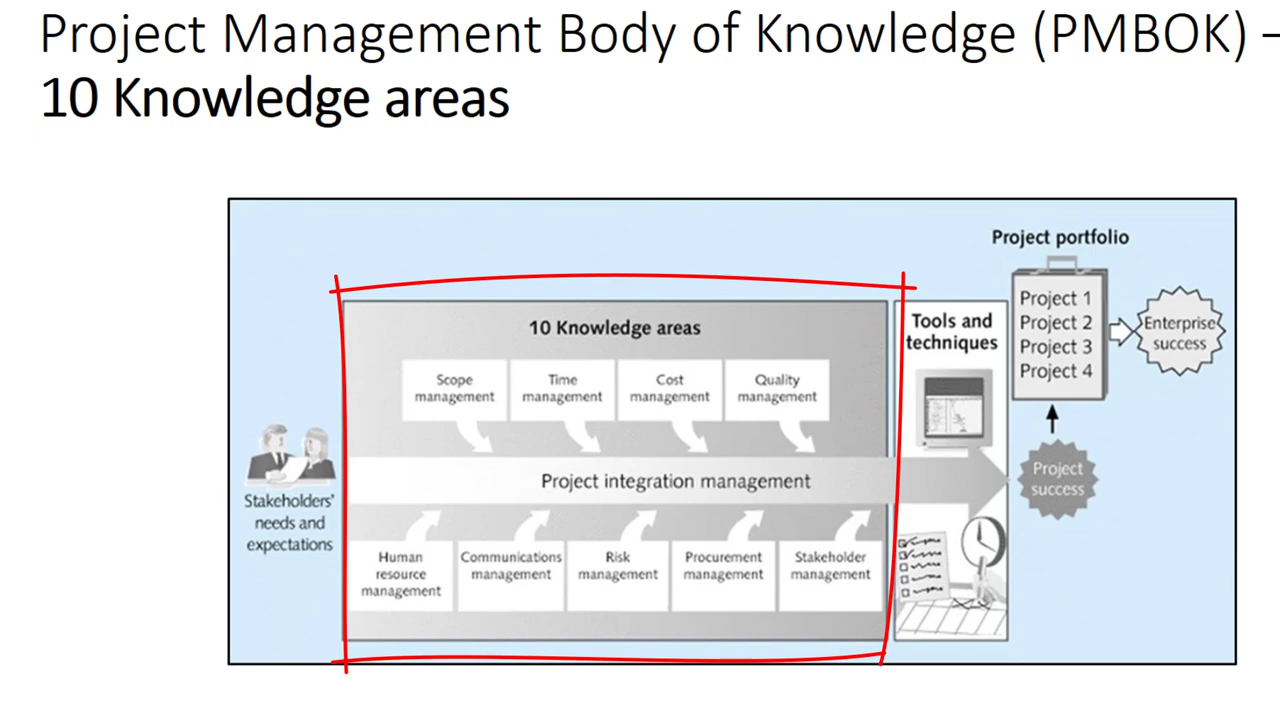 Project Management Body of Knowledge (PMBOK) –
10 Knowledge areas
Project portfolio
Project 1
Project 2
Project 3
Project 4
Enterprise
success
10 Knowledge areas
Tools and
techniques
Scope
management
Time
management
Cost
management
Quality
management
Project integration management
Project
success
Stakeholders'
needs and
expectations
Human
resource
management
Communications
management
Risk
management
Procurement
management
Stakeholder
management